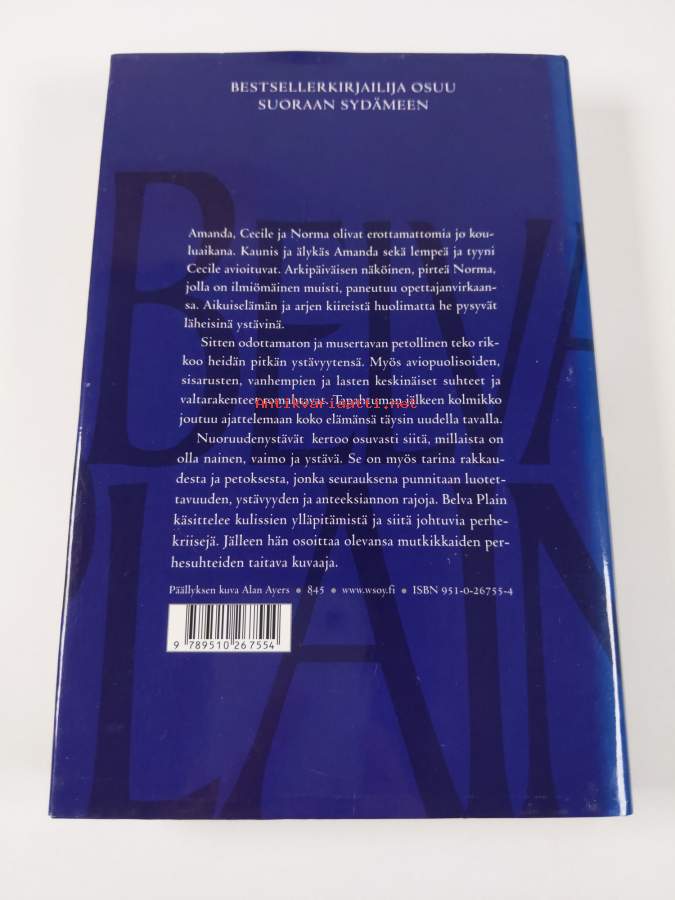 BESTSELLERKIRJAILIJA OSUU
SUORAAN SYDÄMEEN
BELVA
PLAIN
Amanda, Cecile ja Norma olivat erottamattomia jo kou-
luaikana. Kaunis ja älykäs Amanda sekä lempeä ja tyyni
Cecile avioituvat. Arkipäiväisen näköinen, pirteä Norma,
jolla on ilmiömäinen muisti, paneutuu opettajanvirkaan-
sa. Aikuiselämän ja arjen kiireistä huolimatta he pysyvät
läheisinä ystävinä.
Sitten odottamaton ja musertavan petollinen teko rik-
koo heidän pitkän ystävyytensä. Myös aviopuolisoiden,
sisarusten, vanhempien ja lasten keskinäiset suhteet ja
valtarakenteet romahtavat. Tapahtuman jälkeen kolmikko
Antikvariaatti.net
joutuu ajattelemaan koko elämänsä täysin uudella tavalla.
Nuoruudenystävät kertoo osuvasti siitä, millaista on
olla nainen, vaimo ja ystävä. Se on myös tarina rakkau-
desta ja petoksesta, jonka seurauksena punnitaan luotet-
tavuuden, ystävyyden ja anteeksiannon rajoja. Belva Plain
käsittelee kulissien ylläpitämistä ja siitä johtuvia perhe-
kriisejä. Jälleen hän osoittaa olevansa mutkikkaiden per-
hesuhteiden taitava kuvaaja.
Päällyksen kuva Alan Ayers • 845 • www.wsoy.fi • ISBN 951-0-26755-4
9 789510 267554